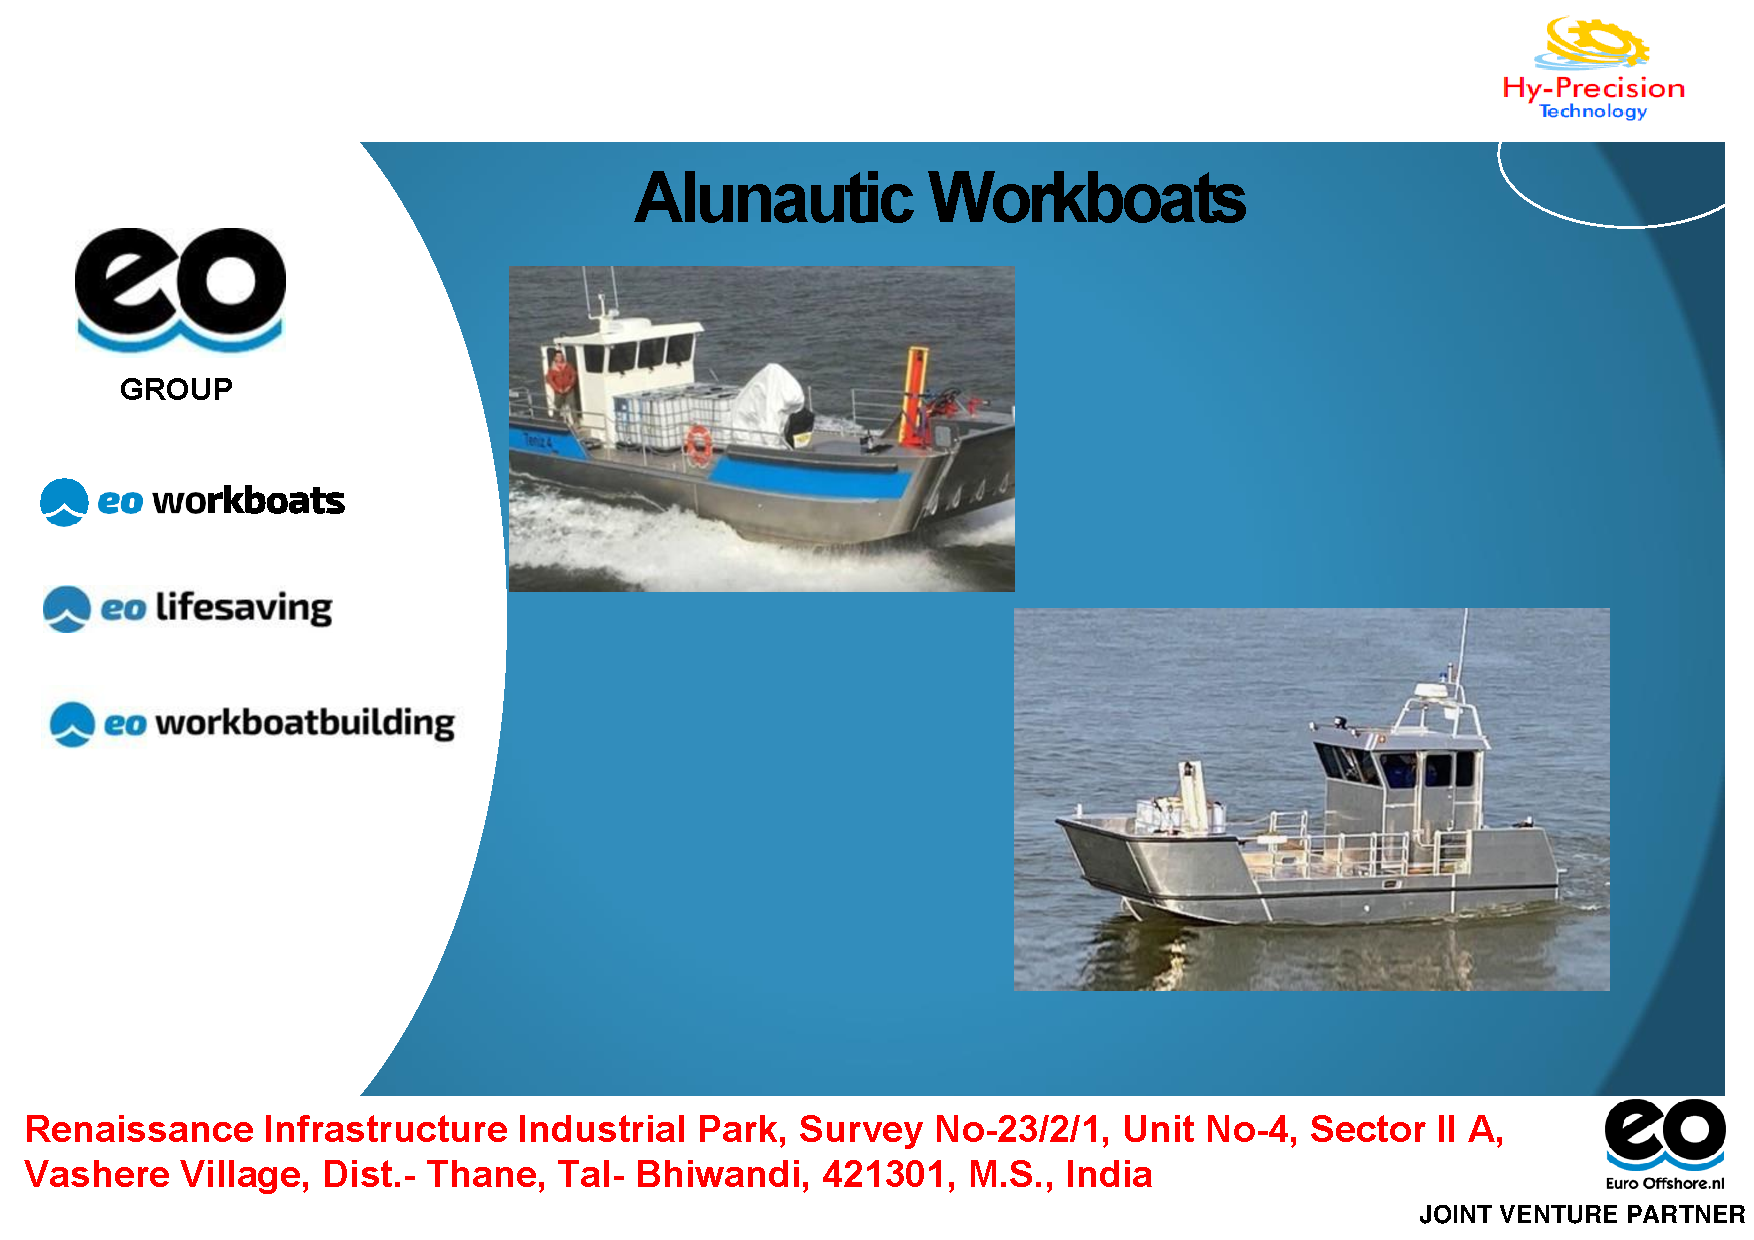 Hy-Precision
Technology
Alunautic Workboats
eo
GROUP
eo workboats
eo lifesaving
eo workboatbuilding
Teniz 4
Renaissance Infrastructure Industrial Park, Survey No-23/2/1, Unit No-4, Sector II A,
Vashere Village, Dist.- Thane, Tal- Bhiwandi, 421301, M.S., India
eo
Euro Offshore.nl
JOINT VENTURE PARTNER